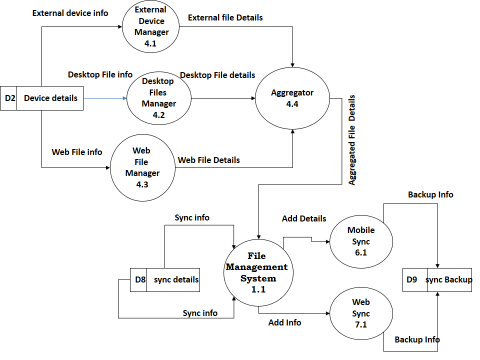 External device info
External
Device
Manager
4.1
External file Details
Desktop File info
Desktop
Files
Manager
4.2
Desktop File details
D2 Device details
Aggregator
4.4
Aggregated File Details
Web File info
Web
File
Manager
4.3
Web File Details
Sync info
Add Details
Backup Info
Mobile
Sync
6.1
File
Management
System
1.1
D8 sync details
D9 sync Backup
Sync info
Add Info
Web
Sync
7.1
Backup Info